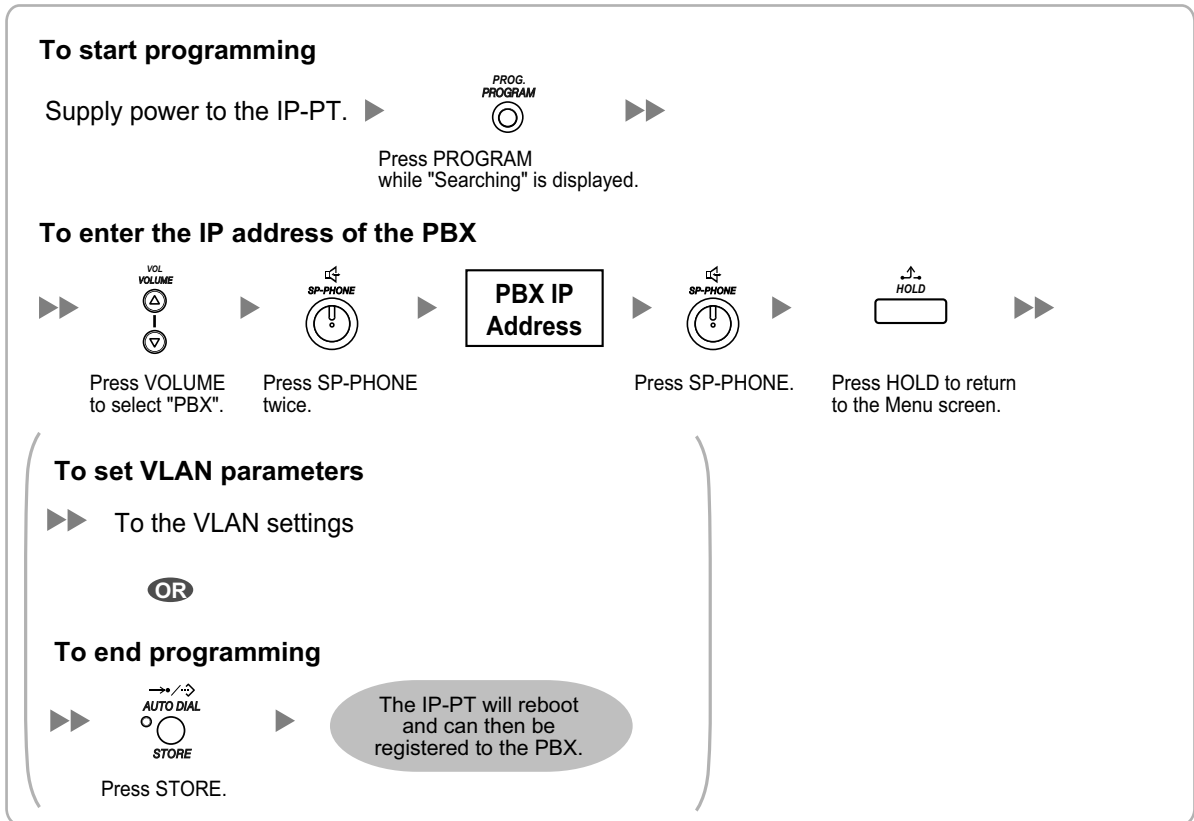 To start programming
PROG.
PROGRAM
Supply power to the IP-PT.
Press PROGRAM
while "Searching" is displayed.
To enter the IP address of the PBX
VOL
VOLUME
Press VOLUME
to select "PBX".
SP-PHONE
Press SP-PHONE
twice.
PBX IP
Address
SP-PHONE
Press SP-PHONE.
HOLD
Press HOLD to return
to the Menu screen.
To set VLAN parameters
To the VLAN settings
OR
To end programming
AUTO DIAL
STORE
Press STORE.
The IP-PT will reboot
and can then be
registered to the PBX.